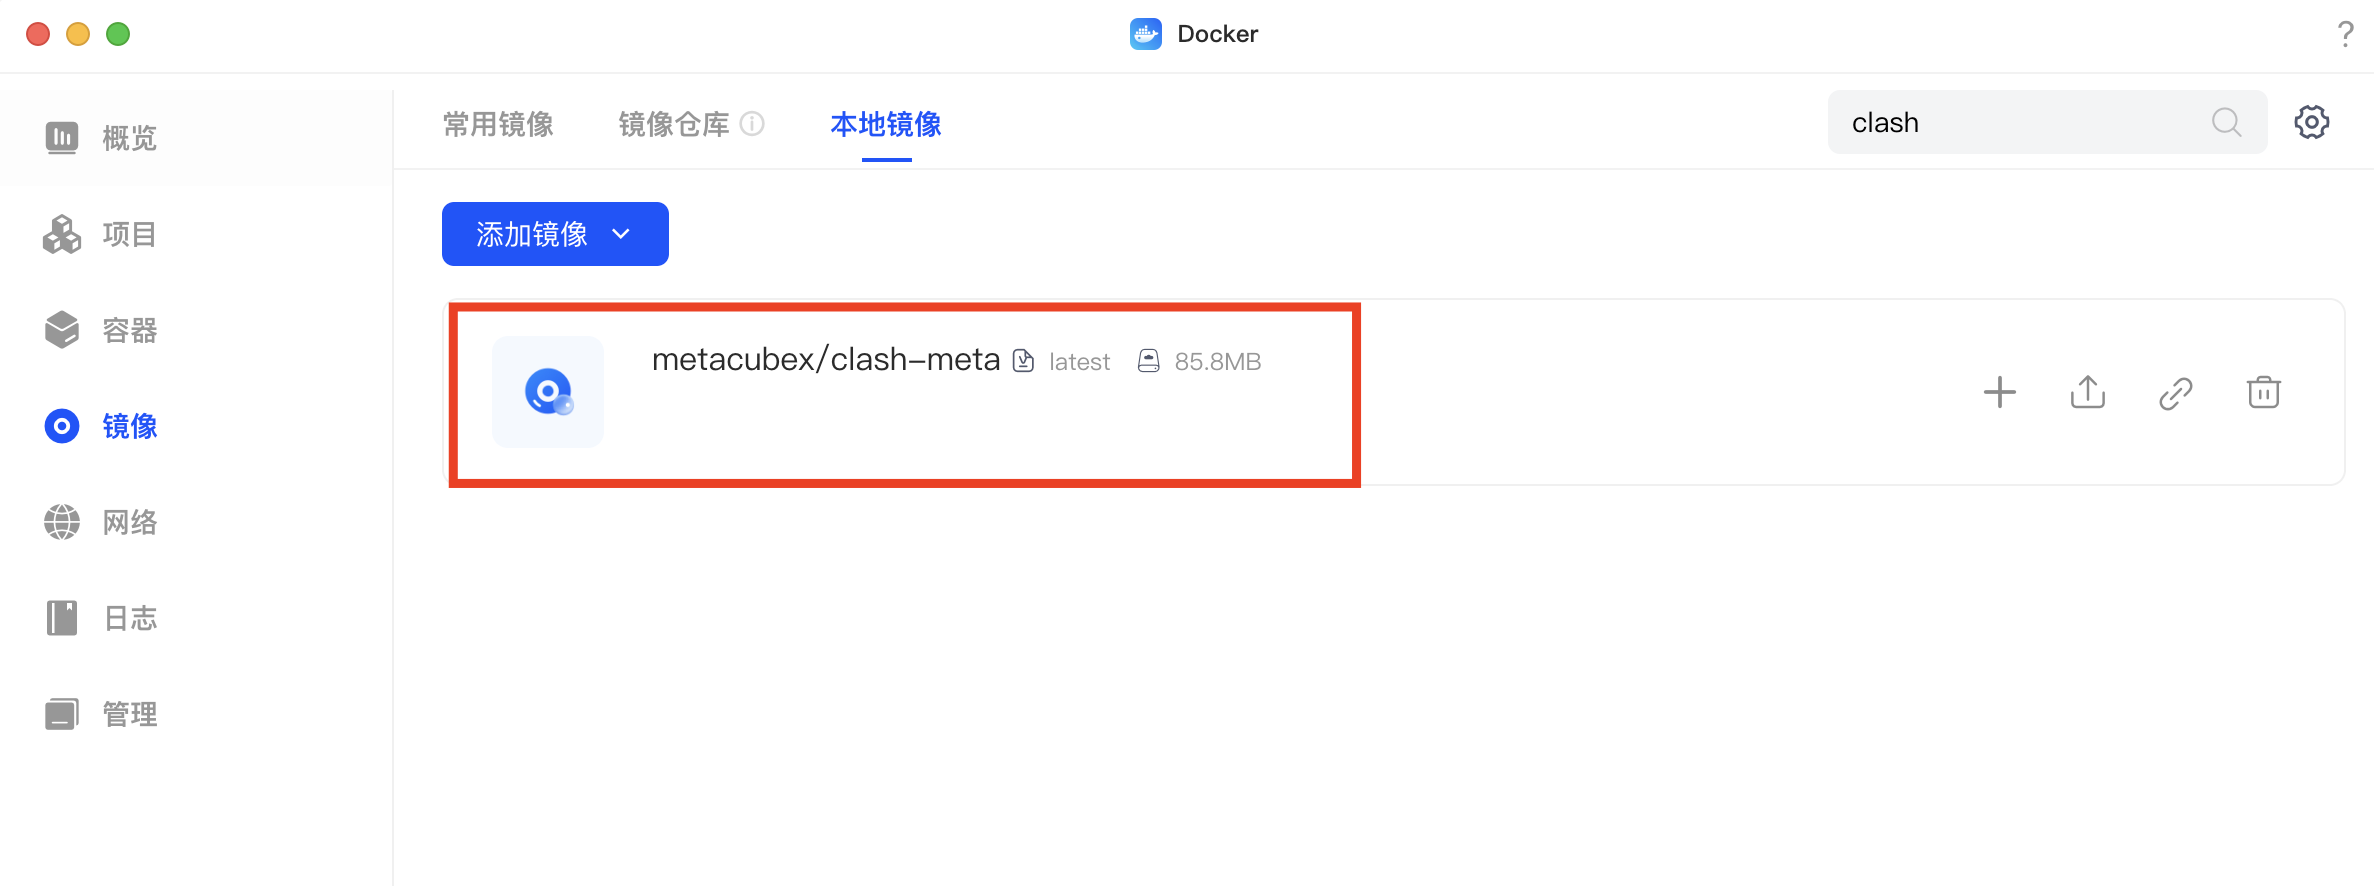 Docker
?
概览
项目
容器
镜像
网络
日志
管理
常用镜像 镜像仓库 本地镜像
clash
添加镜像
metacubex/clash-meta latest 85.8MB